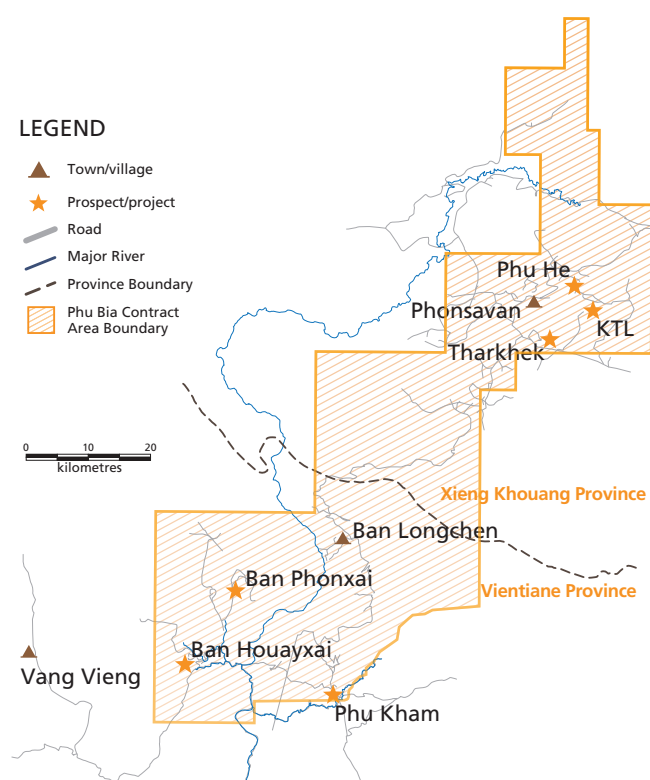 LEGEND
Town/village
Prospect/project
Road
Major River
Province Boundary
Phu Bia Contract
Area Boundary
0 10 20
kilometres
Phu He
Phonsavan
KTL
Tharkhek
Xieng Khouang Province
Ban Longchen
Ban Phonxai
Vientiane Province
Ban Houayxai
Vang Vieng
Phu Kham